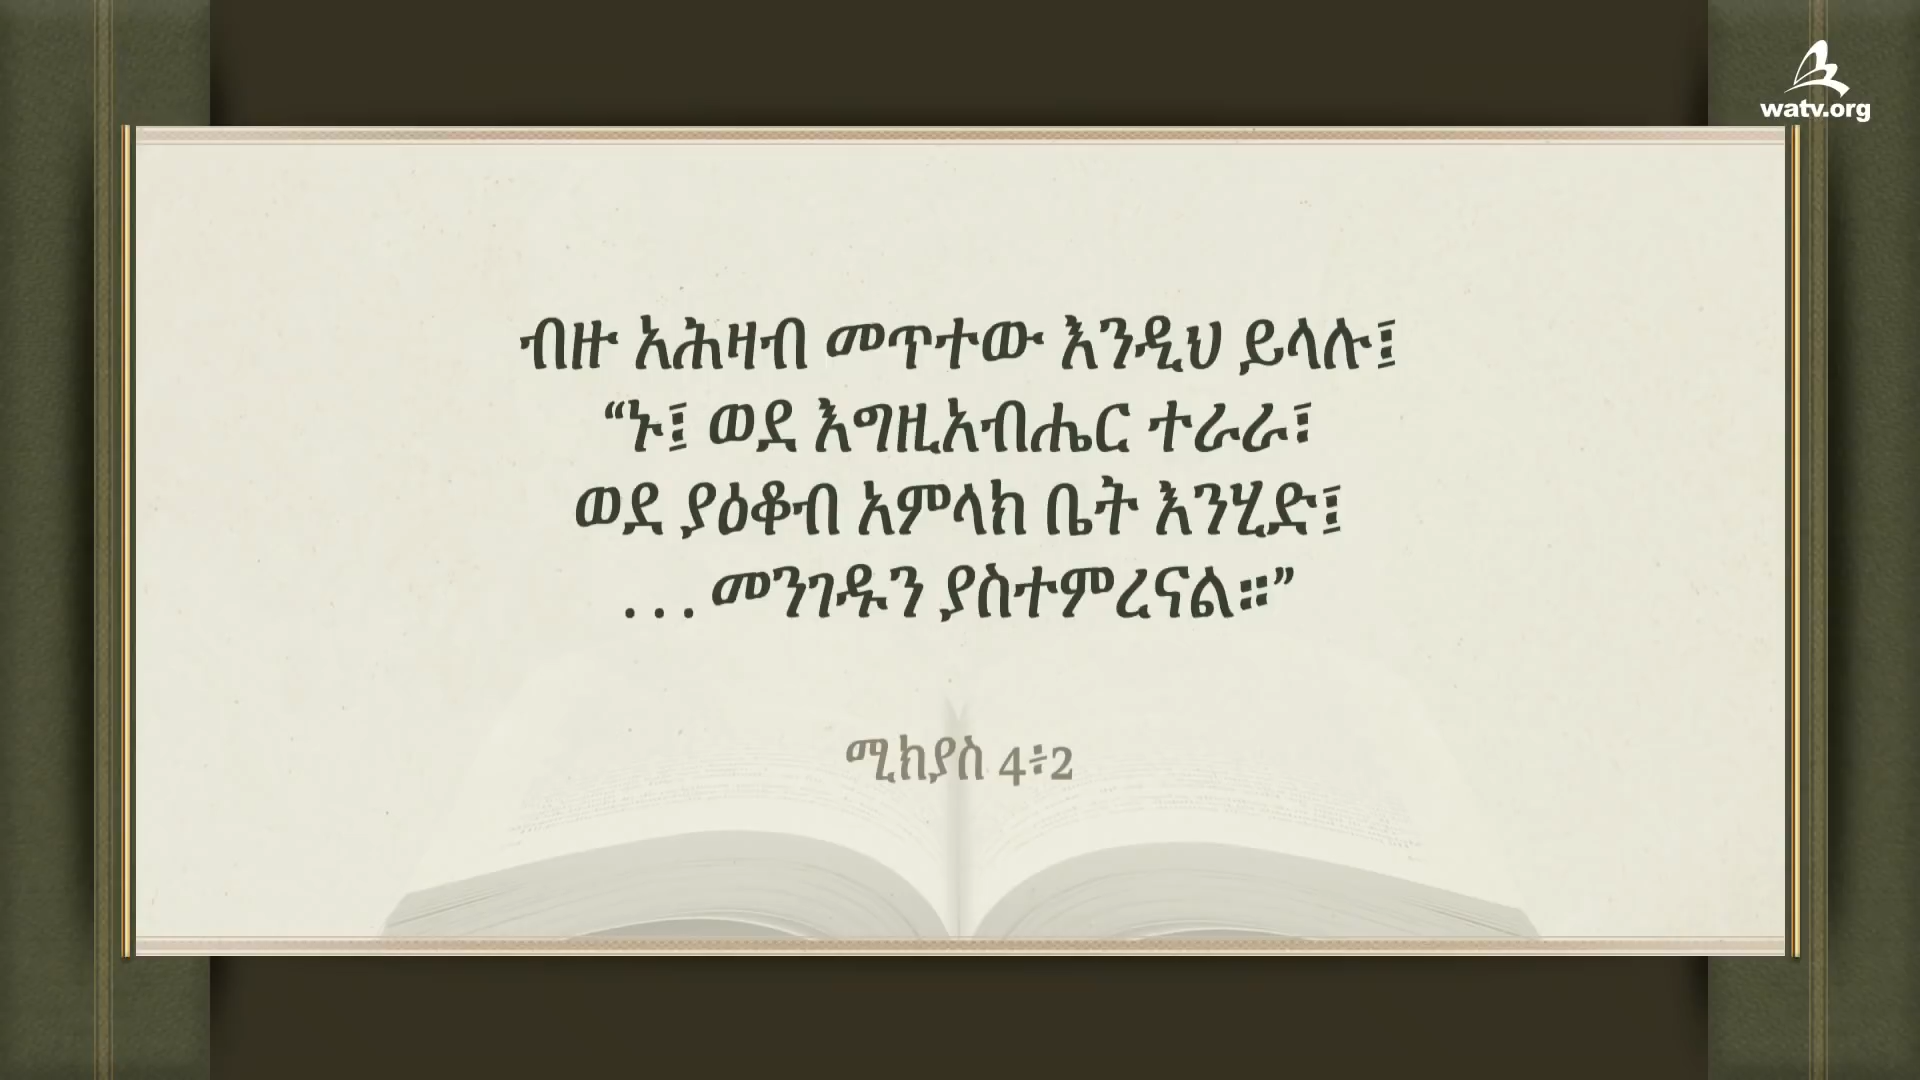 watv.org
ብዙ አሕዛብ መጥተው እንዲህ ይላሉ፤
“ኑ፤ ወደ እግዚአብሔር ተራራ፣
ወደ ያዕቆብ አምላክ ቤት እንሂድ፤
...መንገዱን ያስተምረናል።”
ሚክያስ 4፥2